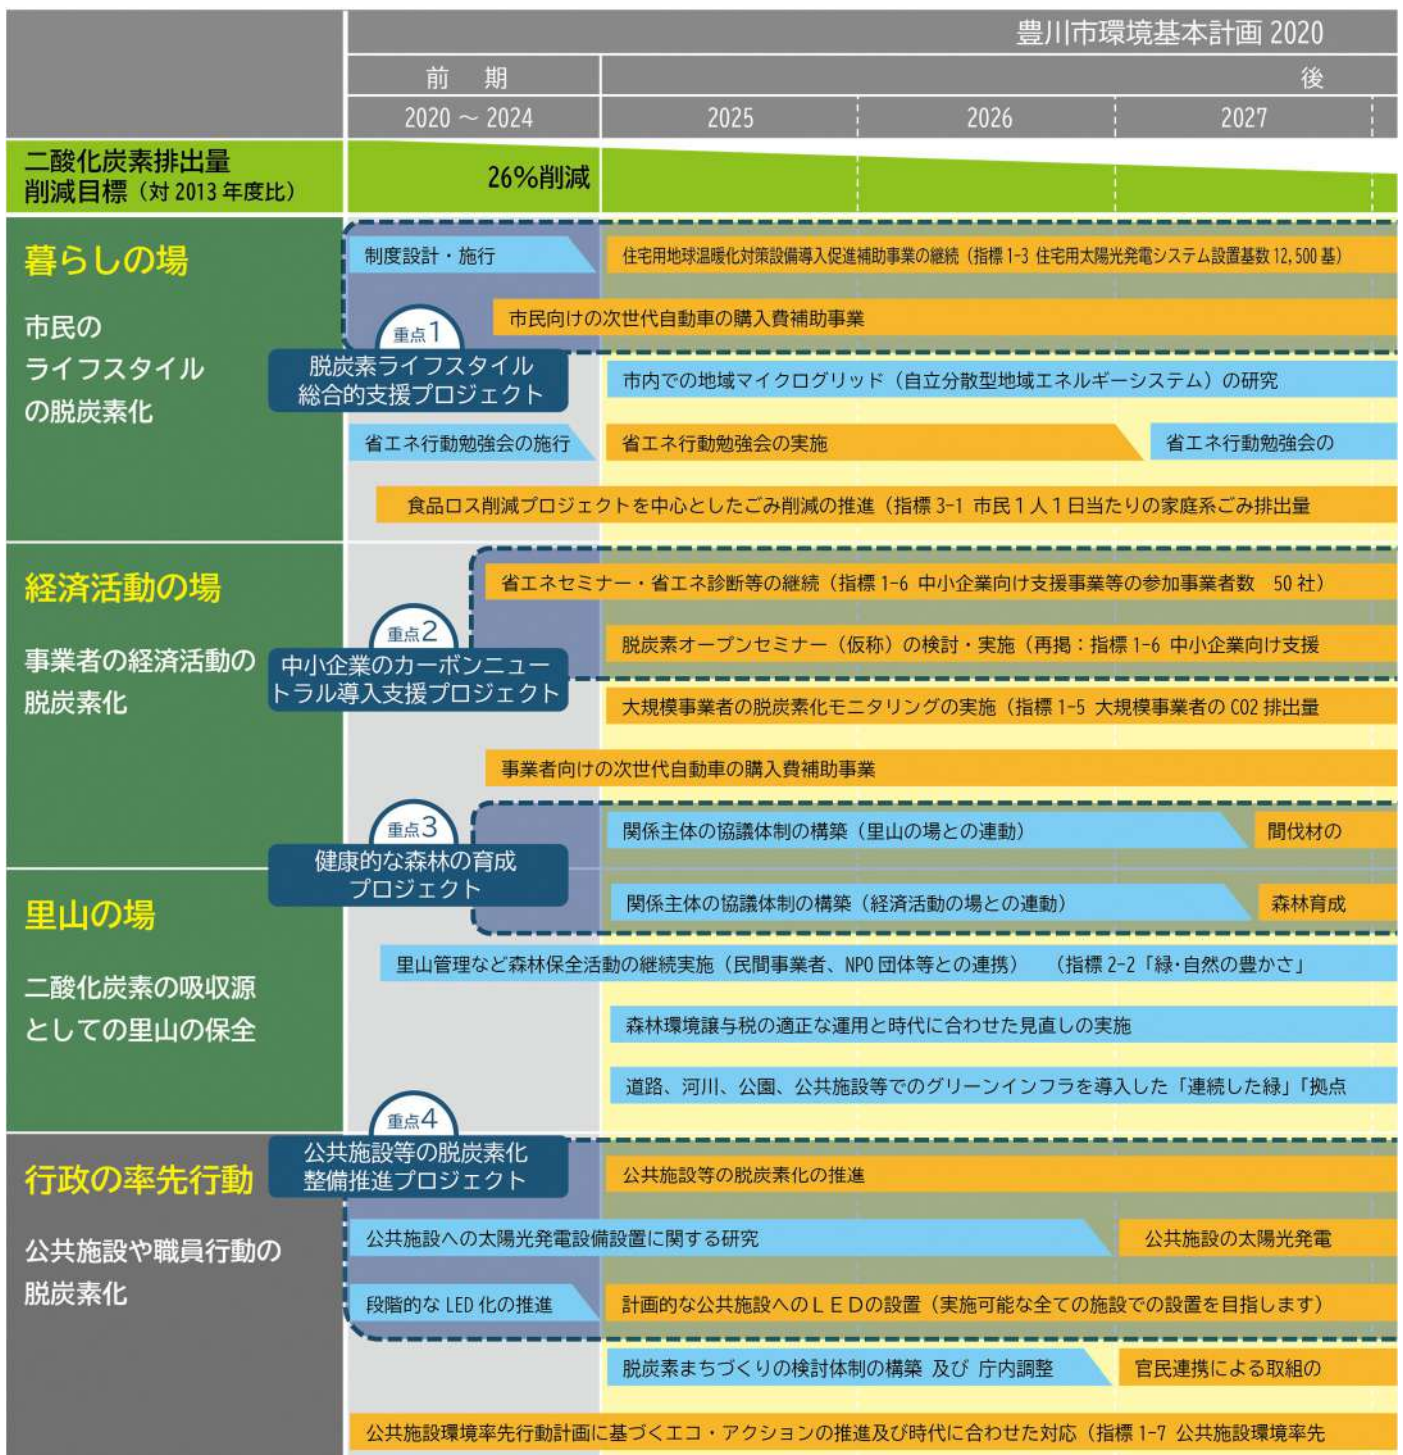 豊川市環境基本計画 2020
前　期
後
2020 ～ 2024
2025
2026
2027
二酸化炭素排出量
削減目標（対 2013 年度比）
26％削減
暮らしの場
市民の
ライフスタイル
の脱炭素化
制度設計・施行
住宅用地球温暖化対策設備導入促進補助事業の継続（指標 1-3 住宅用太陽光発電システム設置基数 12,500 基）
市民向けの次世代自動車の購入費補助事業
重点1
脱炭素ライフスタイル
総合的支援プロジェクト
市内での地域マイクログリッド（自立分散型地域エネルギーシステム）の研究
省エネ行動勉強会の施行
省エネ行動勉強会の実施
省エネ行動勉強会の
食品ロス削減プロジェクトを中心としたごみ削減の推進（指標 3-1 市民１人１日当たりの家庭系ごみ排出量
経済活動の場
事業者の経済活動の
脱炭素化
省エネセミナー・省エネ診断等の継続（指標 1-6 中小企業向け支援事業等の参加事業者数　50 社）
重点2
中小企業のカーボンニュー
トラル導入支援プロジェクト
脱炭素オープンセミナー（仮称）の検討・実施（再掲：指標 1-6 中小企業向け支援
大規模事業者の脱炭素化モニタリングの実施（指標 1-5 大規模事業者の CO2 排出量
事業者向けの次世代自動車の購入費補助事業
重点3
健康的な森林の育成
プロジェクト
関係主体の協議体制の構築（里山の場との連動）
間伐材の
里山の場
二酸化炭素の吸収源
としての里山の保全
関係主体の協議体制の構築（経済活動の場との連動）
森林育成
里山管理など森林保全活動の継続実施（民間事業者、NPO 団体等との連携）　（指標 2-2「緑・自然の豊かさ」
森林環境譲与税の適正な運用と時代に合わせた見直しの実施
道路、河川、公園、公共施設等でのグリーンインフラを導入した「連続した緑」「拠点
重点4
公共施設等の脱炭素化
整備推進プロジェクト
行政の率先行動
公共施設や職員行動の
脱炭素化
公共施設等の脱炭素化の推進
公共施設への太陽光発電設備設置に関する研究
公共施設の太陽光発電
段階的な LED 化の推進
計画的な公共施設へのＬＥＤの設置（実施可能な全ての施設での設置を目指します）
脱炭素まちづくりの検討体制の構築 及び 庁内調整
官民連携による取組の
公共施設環境率先行動計画に基づくエコ・アクションの推進及び時代に合わせた対応（指標 1-7 公共施設環境率先